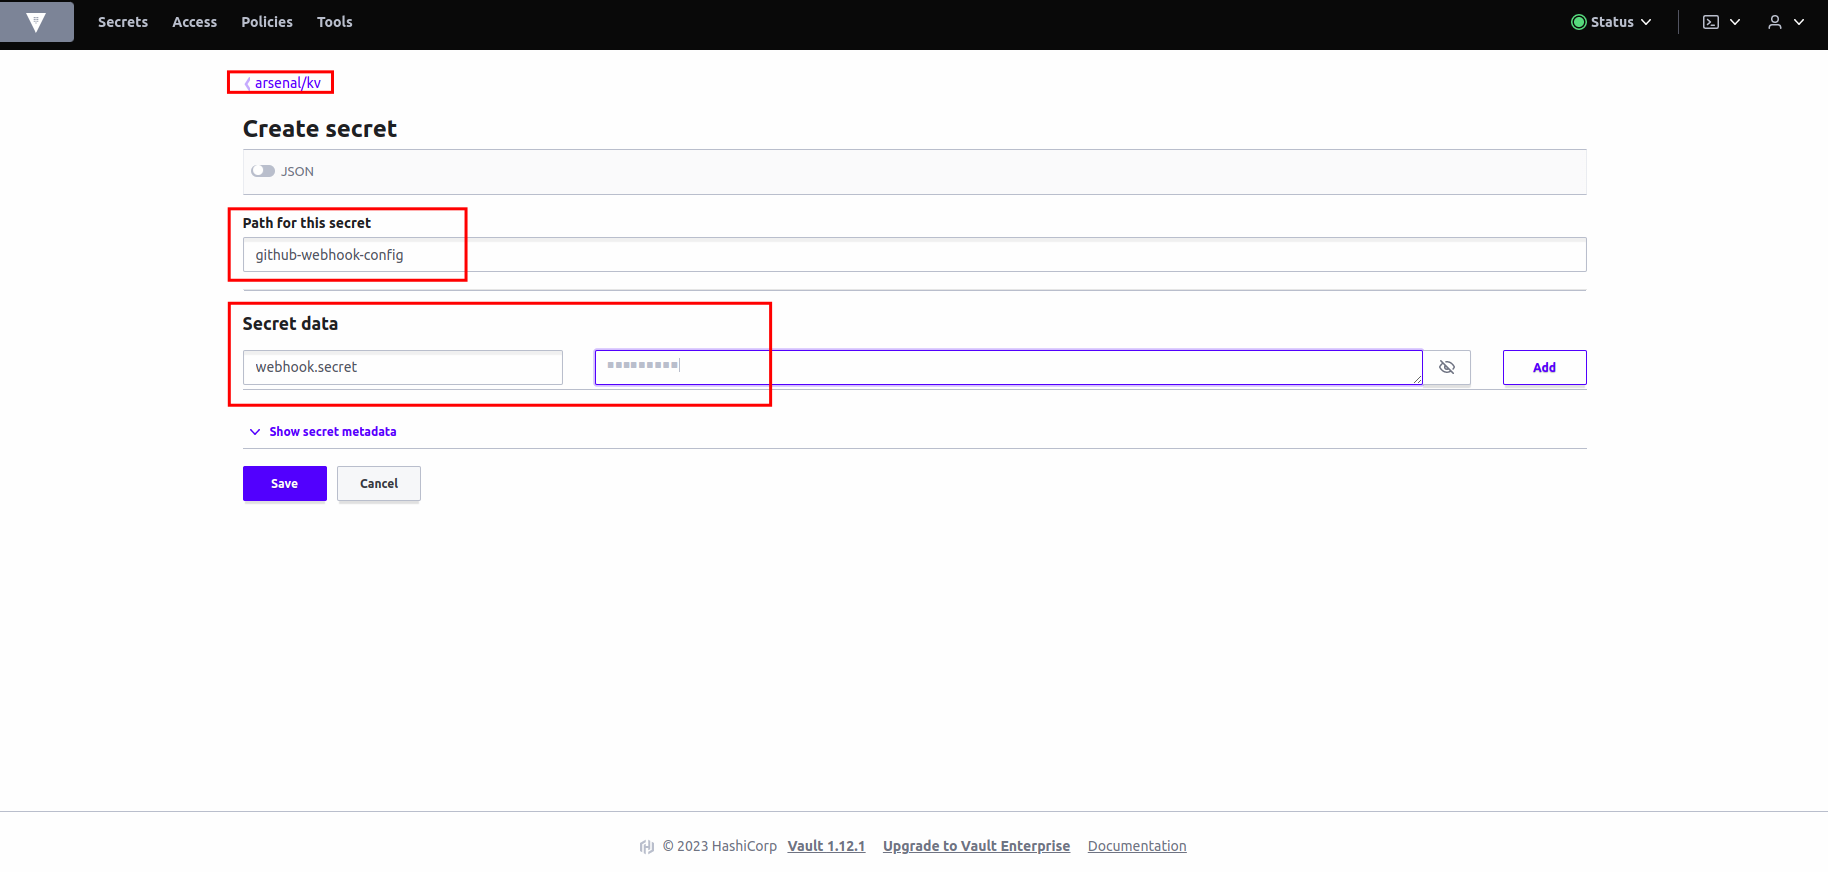 Secrets Access Policies Tools Status
arsenal/kv
Create secret
JSON
Path for this secret
github-webhook-config
Secret data
webhook.secret
Add
Show secret metadata
Save Cancel
© 2023 HashiCorp Vault 1.12.1 Upgrade to Vault Enterprise Documentation